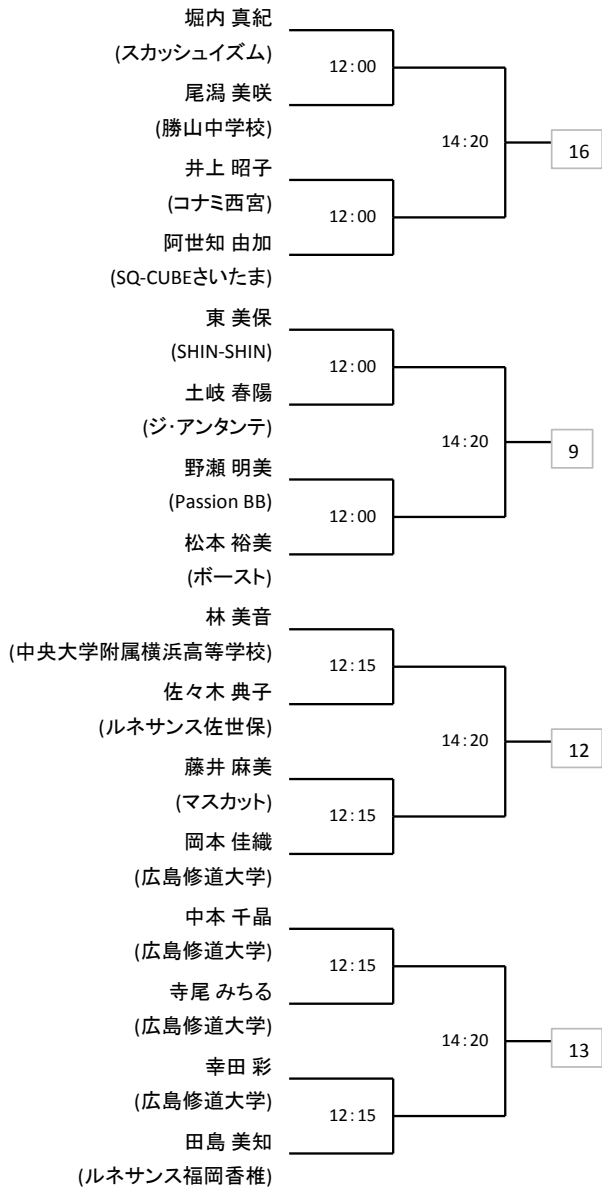 堀内 真紀
(スカッシュイズム)
12:00
尾潟 美咲
(勝山中学校)
14:20
16
井上 昭子
(コナミ西宮)
12:00
阿世知 由加
(SQ-CUBEさいたま)
東 美保
(SHIN-SHIN)
12:00
土岐 春陽
(ジ・アンタンテ)
14:20
9
野瀬 明美
(Passion BB)
12:00
松本 裕美
(ボースト)
林 美音
(中央大学附属横浜高等学校)
12:15
佐々木 典子
(ルネサンス佐世保)
14:20
12
藤井 麻美
(マスカット)
12:15
岡本 佳織
(広島修道大学)
中本 千晶
(広島修道大学)
12:15
寺尾 みちる
(広島修道大学)
14:20
13
幸田 彩
(広島修道大学)
12:15
田島 美知
(ルネサンス福岡香椎)